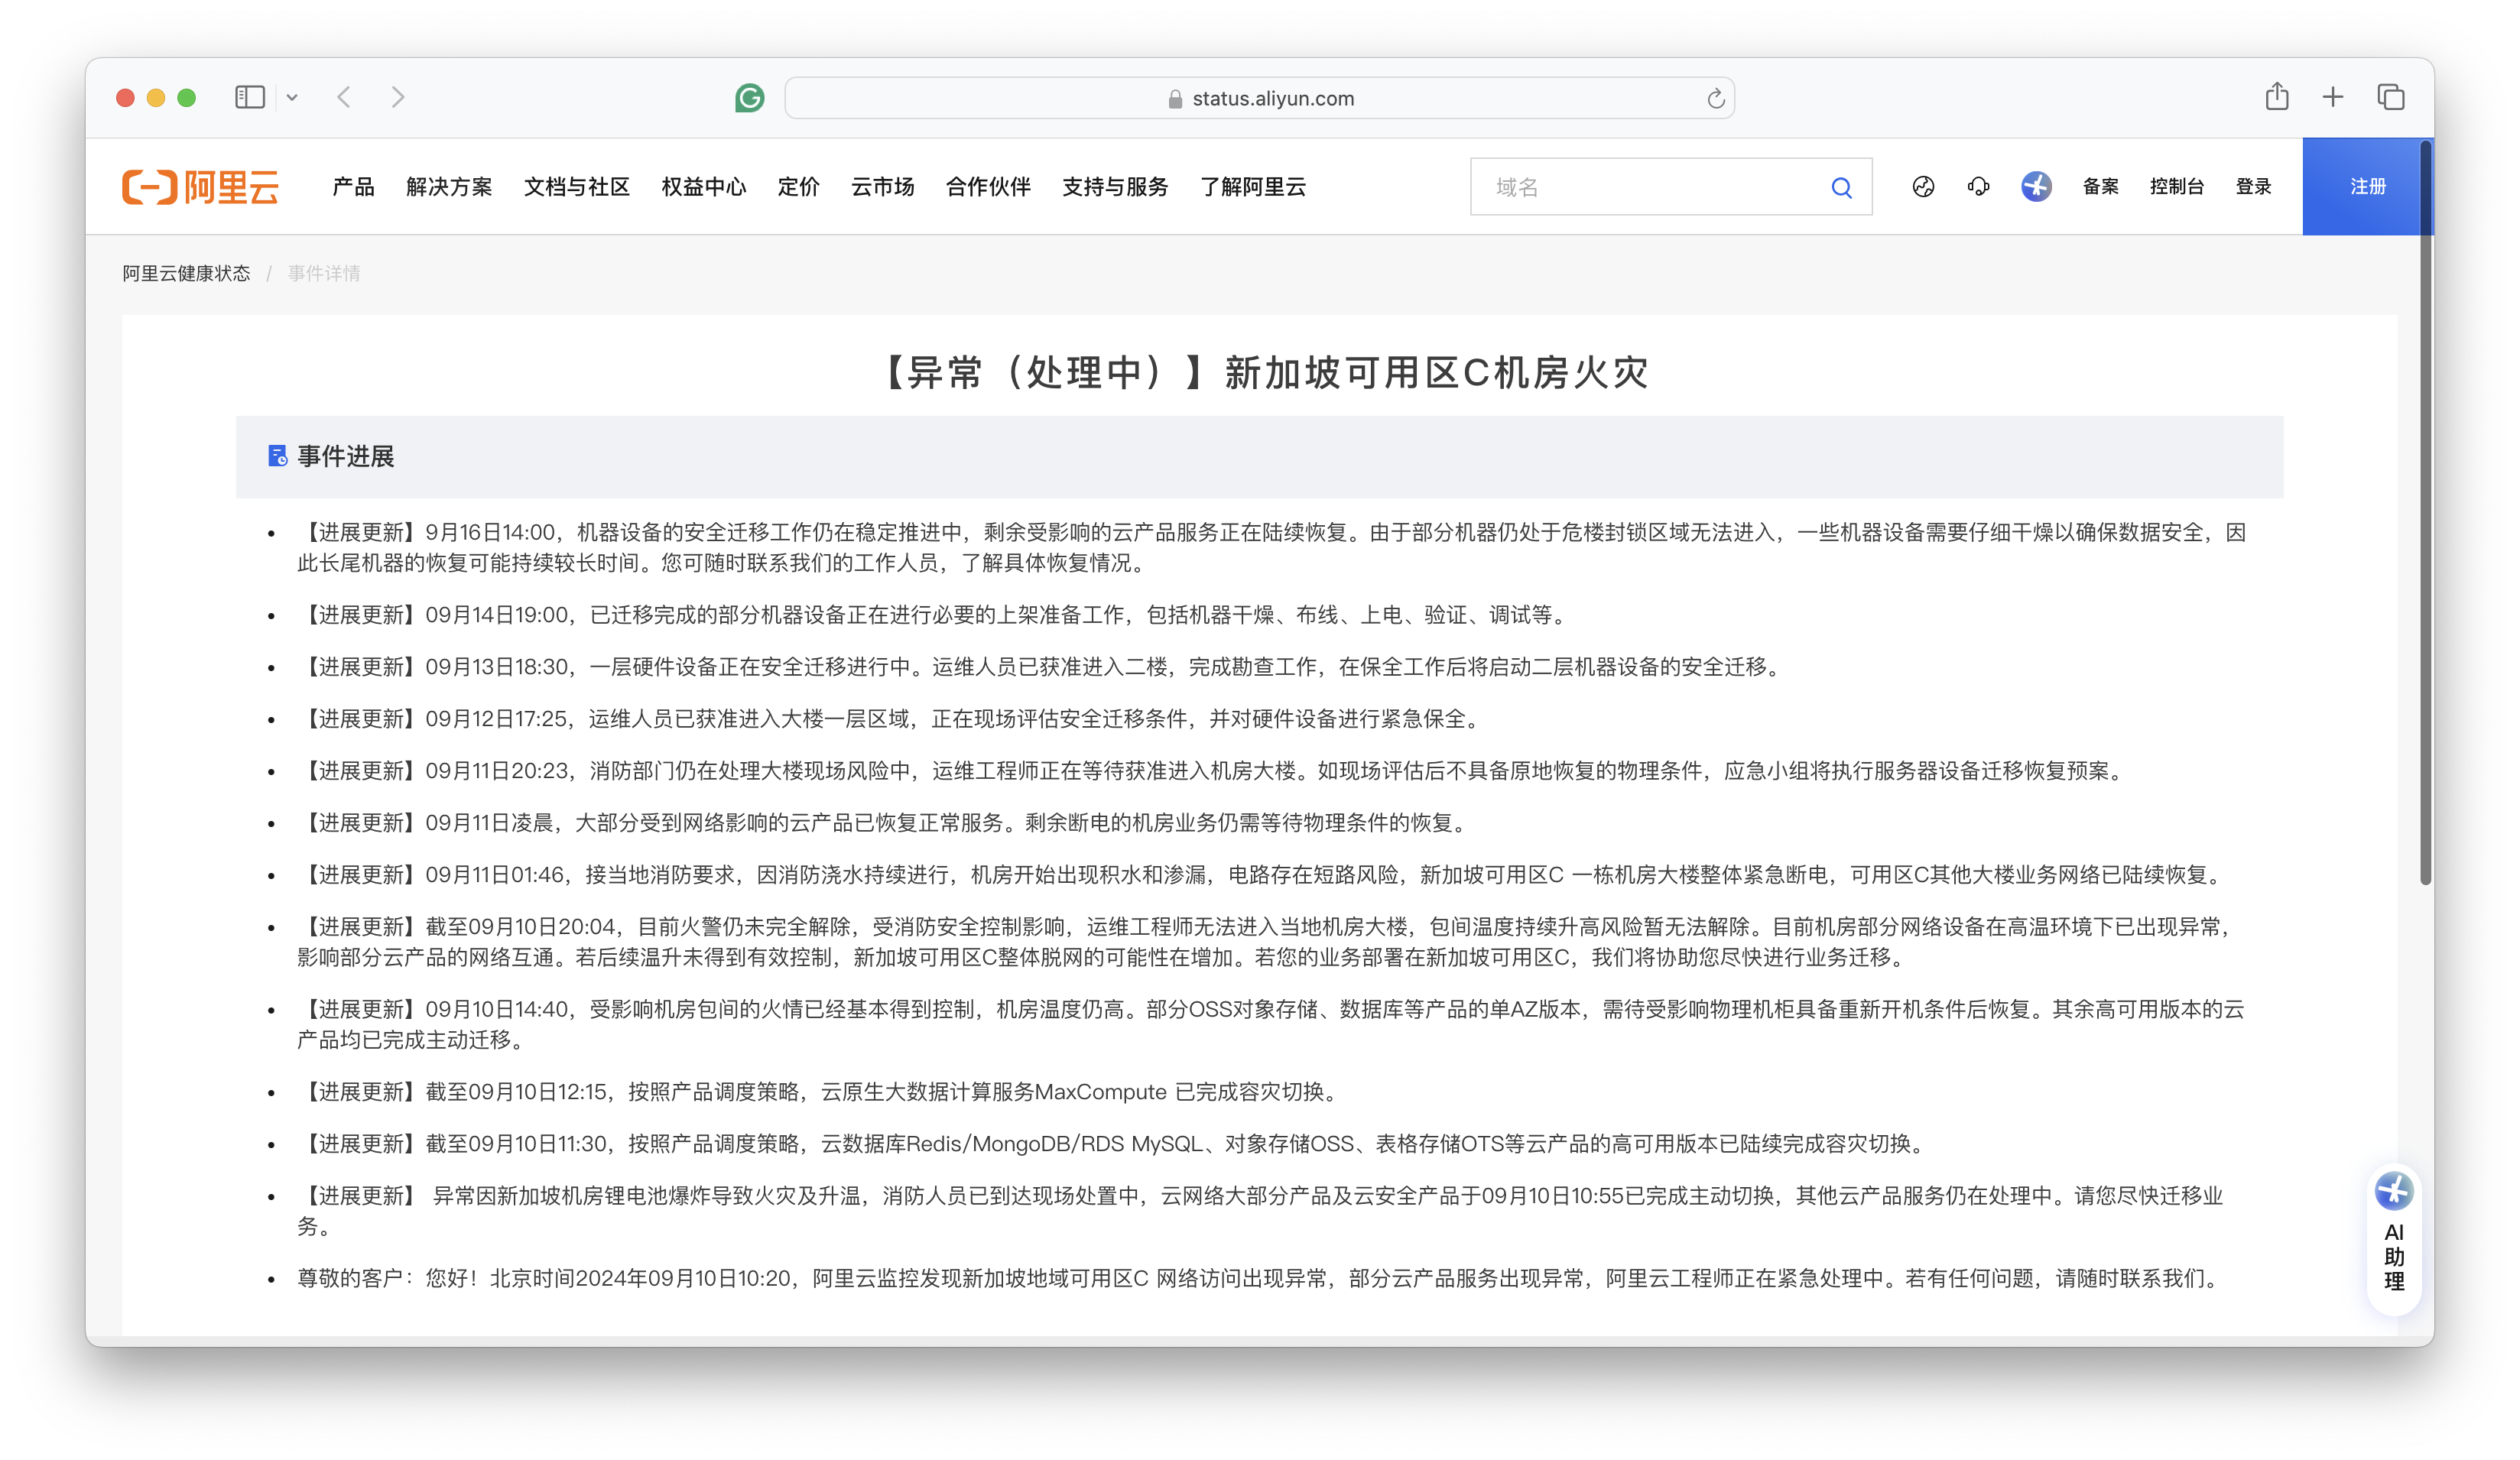 status.aliyun.com
阿里云
产品 解决方案 文档与社区 权益中心 定价 云市场 合作伙伴 支持与服务 了解阿里云 域名 备案 控制台 登录 注册
阿里云健康状态 / 事件详情
【异常（处理中）】新加坡可用区C机房火灾
事件进展
• 【进展更新】9月16日14:00，机器设备的安全迁移工作仍在稳定推进中，剩余受影响的云产品服务正在陆续恢复。由于部分机器仍处于危楼封锁区域无法进入，一些机器设备需要仔细干燥以确保数据安全，因
此长尾机器的恢复可能持续较长时间。您可随时联系我们的工作人员，了解具体恢复情况。
• 【进展更新】09月14日19:00，已迁移完成的部分机器设备正在进行必要的上架准备工作，包括机器干燥、布线、上电、验证、调试等。
• 【进展更新】09月13日18:30，一层硬件设备正在安全迁移进行中。运维人员已获准进入二楼，完成勘查工作，在保全工作后将启动二层机器设备的安全迁移。
• 【进展更新】09月12日17:25，运维人员已获准进入大楼一层区域，正在现场评估安全迁移条件，并对硬件设备进行紧急保全。
• 【进展更新】09月11日20:23，消防部门仍在处理大楼现场风险中，运维工程师正在等待获准进入机房大楼。如现场评估后不具备原地恢复的物理条件，应急小组将执行服务器设备迁移恢复预案。
• 【进展更新】09月11日凌晨，大部分受到网络影响的云产品已恢复正常服务。剩余断电的机房业务仍需等待物理条件的恢复。
• 【进展更新】09月11日01:46，接当地消防要求，因消防浇水持续进行，机房开始出现积水和渗漏，电路存在短路风险，新加坡可用区C 一栋机房大楼整体紧急断电，可用区C其他大楼业务网络已陆续恢复。
• 【进展更新】截至09月10日20:04，目前火警仍未完全解除，受消防安全控制影响，运维工程师无法进入当地机房大楼，包间温度持续升高风险暂无法解除。目前机房部分网络设备在高温环境下已出现异常，
影响部分云产品的网络互通。若后续温升未得到有效控制，新加坡可用区C整体脱网的可能性在增加。若您的业务部署在新加坡可用区C，我们将协助您尽快进行业务迁移。
• 【进展更新】09月10日14:40，受影响机房包间的火情已经基本得到控制，机房温度仍高。部分OSS对象存储、数据库等产品的单AZ版本，需待受影响物理机柜具备重新开机条件后恢复。其余高可用版本的云
产品均已完成主动迁移。
• 【进展更新】截至09月10日12:15，按照产品调度策略，云原生大数据计算服务MaxCompute 已完成容灾切换。
• 【进展更新】截至09月10日11:30，按照产品调度策略，云数据库Redis/MongoDB/RDS MySQL、对象存储OSS、表格存储OTS等云产品的高可用版本已陆续完成容灾切换。
• 【进展更新】 异常因新加坡机房锂电池爆炸导致火灾及升温，消防人员已到达现场处置中，云网络大部分产品及云安全产品于09月10日10:55已完成主动切换，其他云产品服务仍在处理中。请您尽快迁移业
务。
• 尊敬的客户：您好！北京时间2024年09月10日10:20，阿里云监控发现新加坡地域可用区C 网络访问出现异常，部分云产品服务出现异常，阿里云工程师正在紧急处理中。若有任何问题，请随时联系我们。
AI
助
理